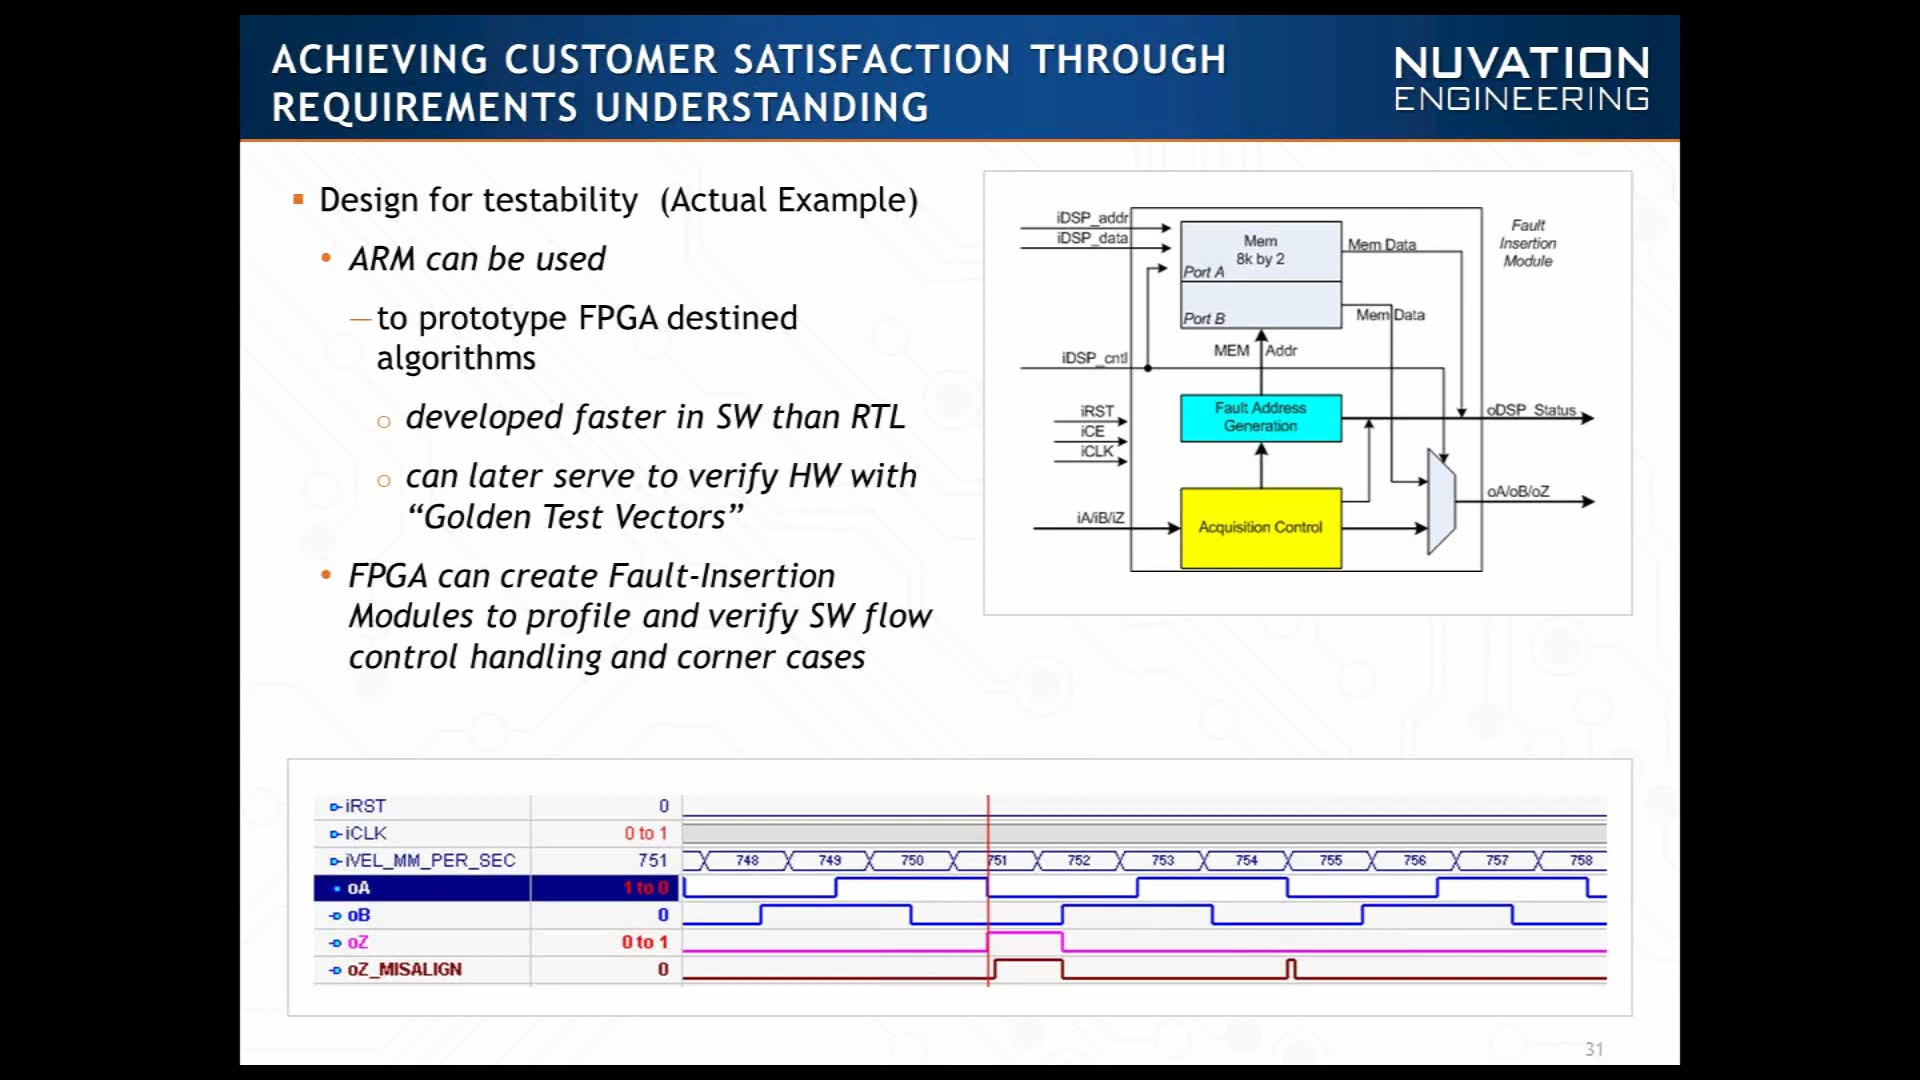 ACHIEVING CUSTOMER SATISFACTION THROUGH
REQUIREMENTS UNDERSTANDING
NUVATION
ENGINEERING
Design for testability (Actual Example)
ARM can be used
to prototype FPGA destined
algorithms
developed faster in SW than RTL
can later serve to verify HW with
“Golden Test Vectors”
FPGA can create Fault-Insertion
Modules to profile and verify SW flow
control handling and corner cases
iDSP_addr
iDSP_data
Mem
8k by 2
Port A
Mem Data
Fault
Insertion
Module
Port B
Mem Data
MEM Addr
iDSP_cntl
iRST
iCE
iCLK
Fault Address
Generation
oDSP_Status
iA/iB/iZ
Acquisition Control
oA/oB/oZ
iRST 0
iCLK 0 to 1
iVEL_MM_PER_SEC 751 748 749 750 751 752 753 754 755 756 757 758
oA 1 to 0
oB 0
oZ 0 to 1
oZ_MISALIGN 0
31